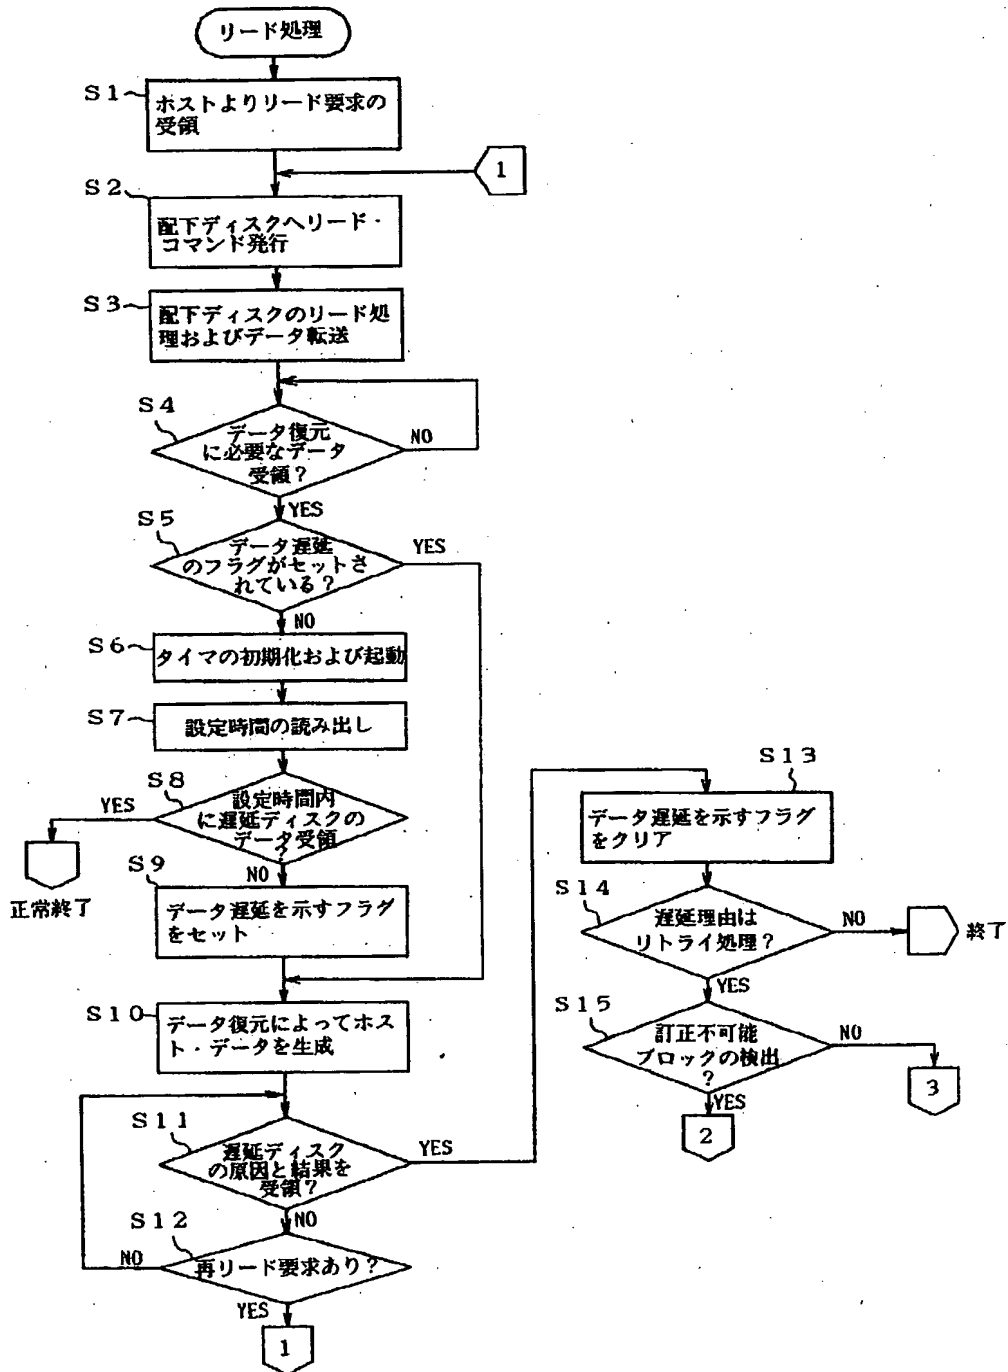 リード処理
S1
ホストよりリード要求の
受領
1
S2
配下ディスクへリード・
コマンド発行
S3
配下ディスクのリード処
理およびデータ転送
S4
データ復元
に必要なデータ
受領?
NO
YES
S5
データ遅延
のフラグがセットさ
れている?
YES
NO
S6
タイマの初期化および起動
S7
設定時間の読み出し
S8
設定時間内
に遅延ディスクの
データ受領
?
YES
正常終了
NO
S9
データ遅延を示すフラグ
をセット
S10
データ復元によってホス
ト・データを生成
S11
遅延ディスク
の原因と結果を
受領?
YES
NO
S12
再リード要求あり?
NO
YES
1
S13
データ遅延を示すフラグ
をクリア
S14
遅延理由は
リトライ処理?
NO
終了
YES
S15
訂正不可能
ブロックの検出
?
NO
3
YES
2